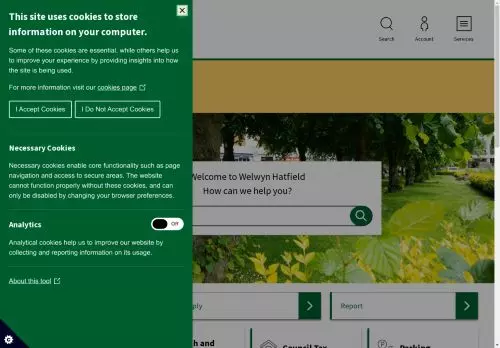 This site uses cookies to store
information on your computer.
Some of these cookies are essential, while others help us
to improve your experience by providing insights into how
the site is being used.
For more information visit our cookies page
I Accept Cookies
I Do Not Accept Cookies
Necessary Cookies
Necessary cookies enable core functionality such as page
navigation and access to secure areas. The website
cannot function properly without these cookies, and can
only be disabled by changing your browser preferences.
Analytics
Off
Analytical cookies help us to improve our website by
collecting and reporting information on its usage.
About this tool
Search
Account
Services
Welcome to Welwyn Hatfield
How can we help you?
Report
and
Council Tax
Parking